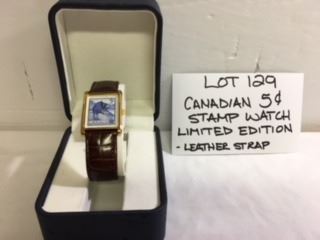 LOT 129
CANADIAN 5¢
STAMP WATCH
LIMITED EDITION
- LEATHER STRAP